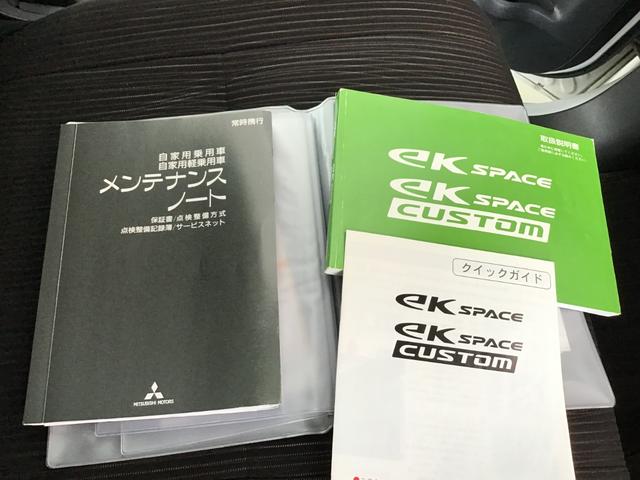 常時携行
自家用乗用車
自家用軽乗用車
メンテナンス
ノート
保証書/点検整備方式
点検整備記録簿/サービスネット
MITSUBISHI MOTORS
取扱説明書
eK SPACE
eK SPACE
CUSTOM
クイックガイド
eK SPACE
eK SPACE
CUSTOM